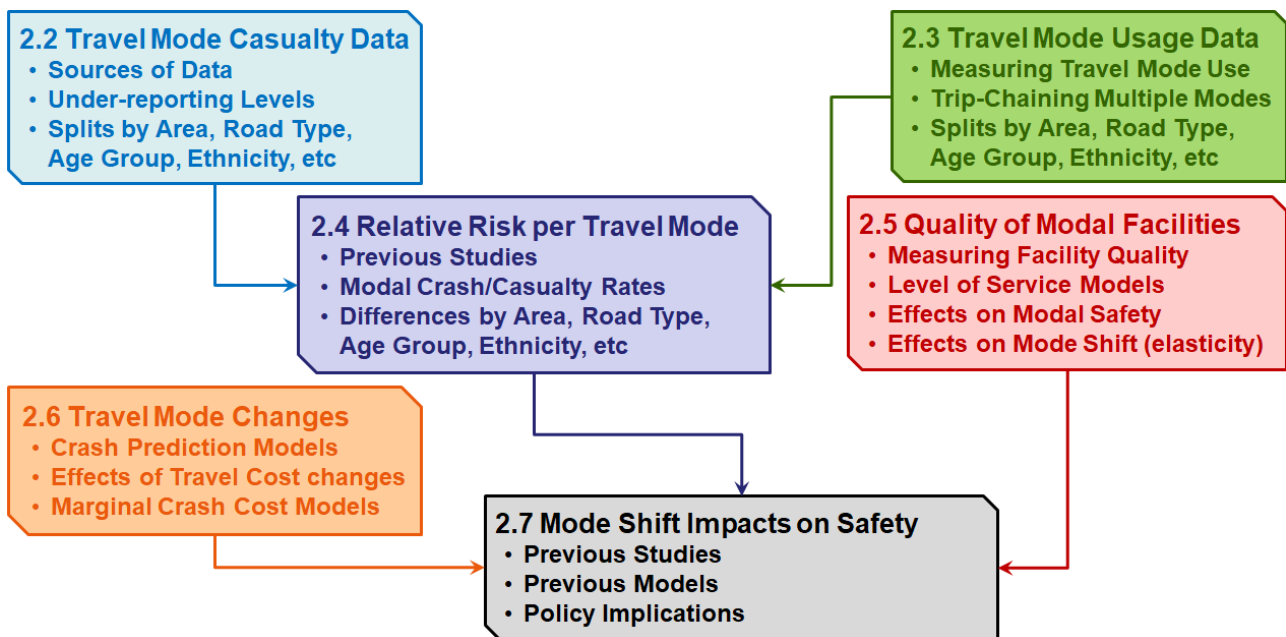 2.2 Travel Mode Casualty Data
• Sources of Data
• Under-reporting Levels
• Splits by Area, Road Type,
Age Group, Ethnicity, etc
2.3 Travel Mode Usage Data
• Measuring Travel Mode Use
• Trip-Chaining Multiple Modes
• Splits by Area, Road Type,
Age Group, Ethnicity, etc
2.4 Relative Risk per Travel Mode
• Previous Studies
• Modal Crash/Casualty Rates
• Differences by Area, Road Type,
Age Group, Ethnicity, etc
2.5 Quality of Modal Facilities
• Measuring Facility Quality
• Level of Service Models
• Effects on Modal Safety
• Effects on Mode Shift (elasticity)
2.6 Travel Mode Changes
• Crash Prediction Models
• Effects of Travel Cost changes
• Marginal Crash Cost Models
2.7 Mode Shift Impacts on Safety
• Previous Studies
• Previous Models
• Policy Implications